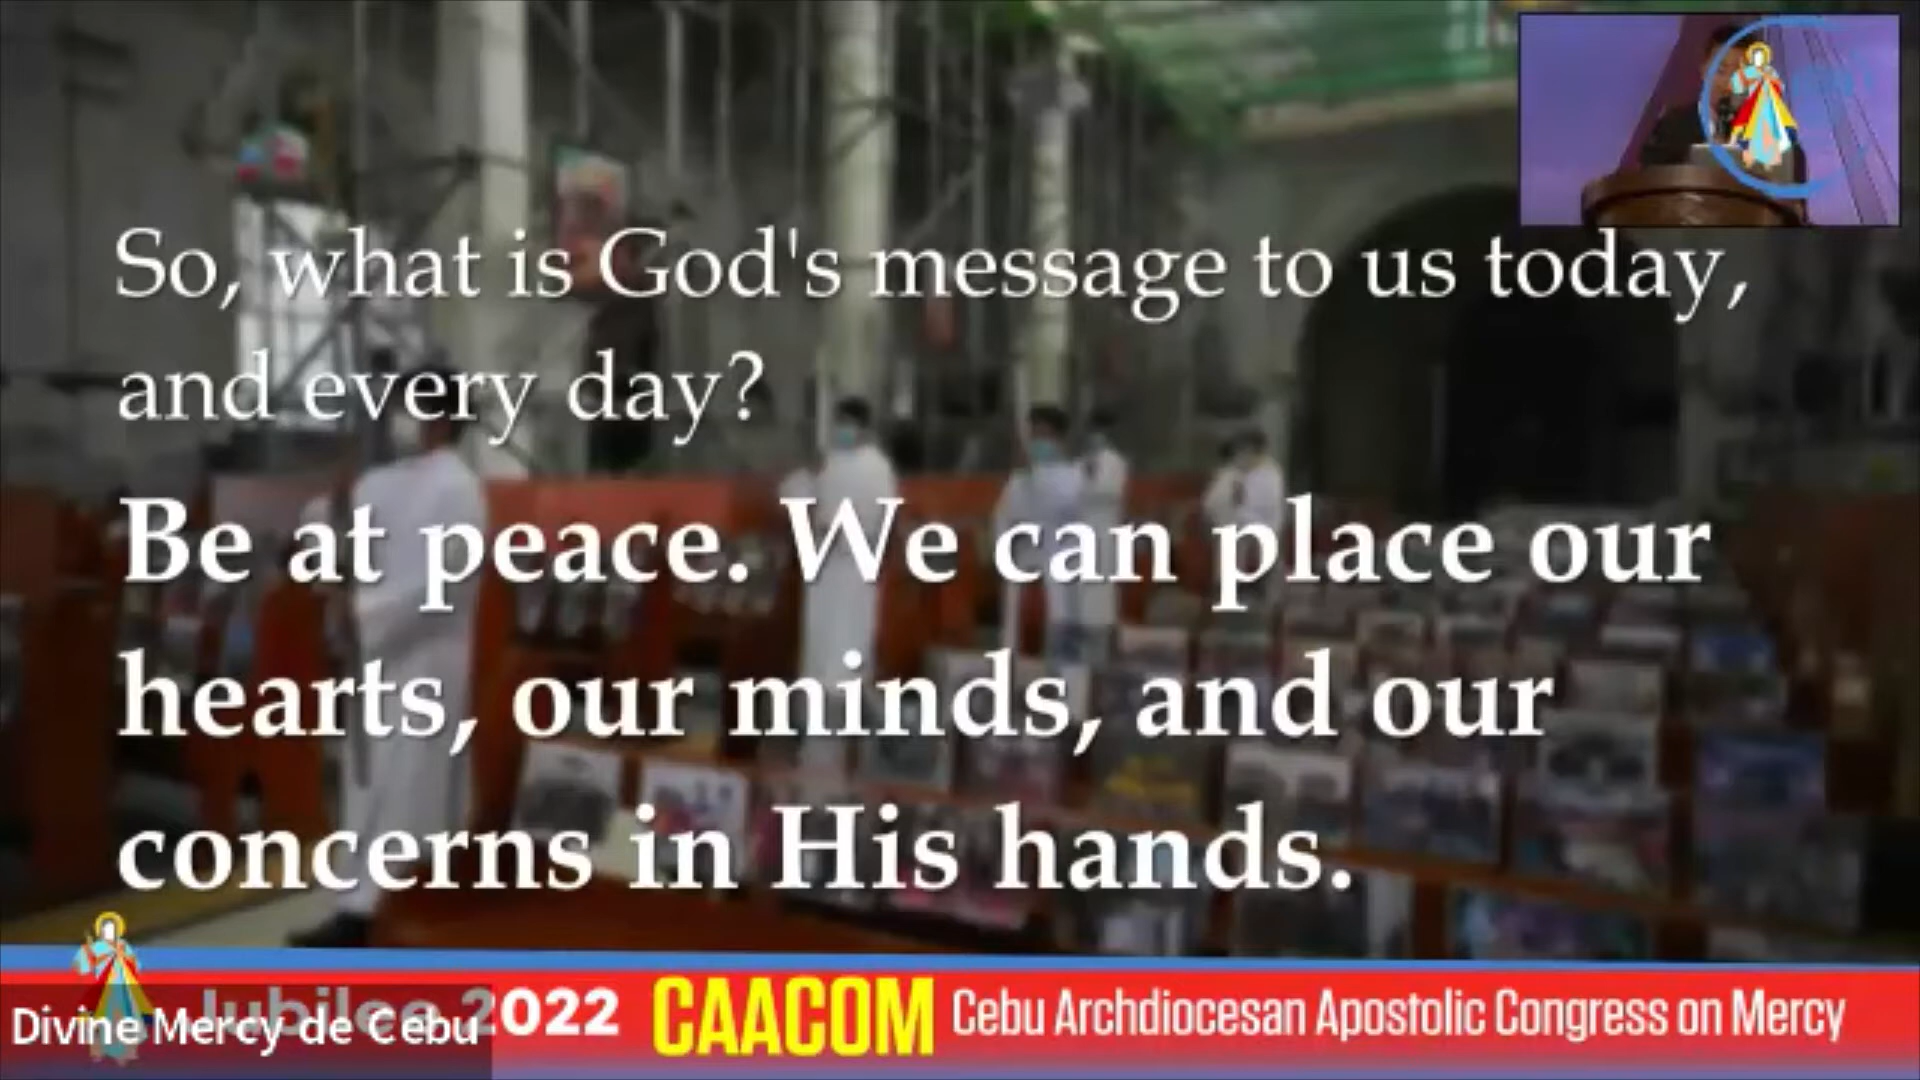 So, what is God's message to us today,
and every day?
Be at peace. We can place our
hearts, our minds, and our
concerns in His hands.
Jubilee 2022 CAACOM Cebu Archdiocesan Apostolic Congress on Mercy
Divine Mercy de Cebu